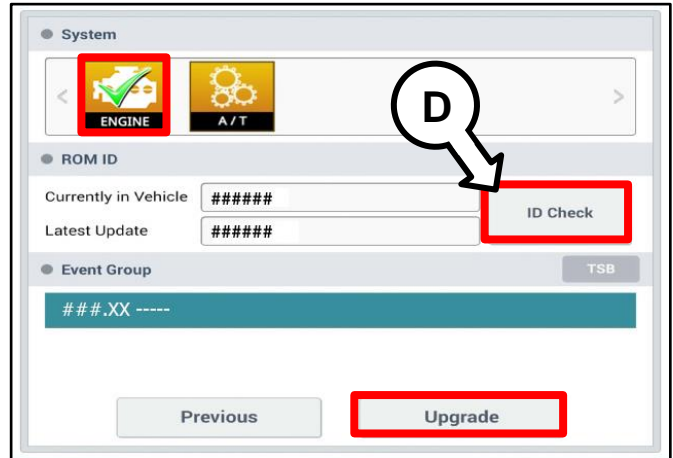 System
ENGINE
A/T
D
ROM ID
Currently in Vehicle ######
ID Check
Latest Update ######
Event Group TSB
###.XX -----
Previous Upgrade